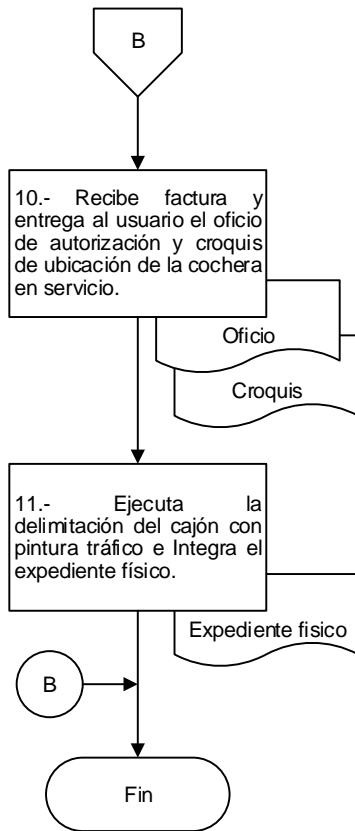 B
10.- Recibe factura y
entrega al usuario el oficio
de autorización y croquis
de ubicación de la cochera
en servicio.
Oficio
Croquis
11.- Ejecuta la
delimitación del cajón con
pintura tráfico e Integra el
expediente físico.
Expediente fisico
B
Fin